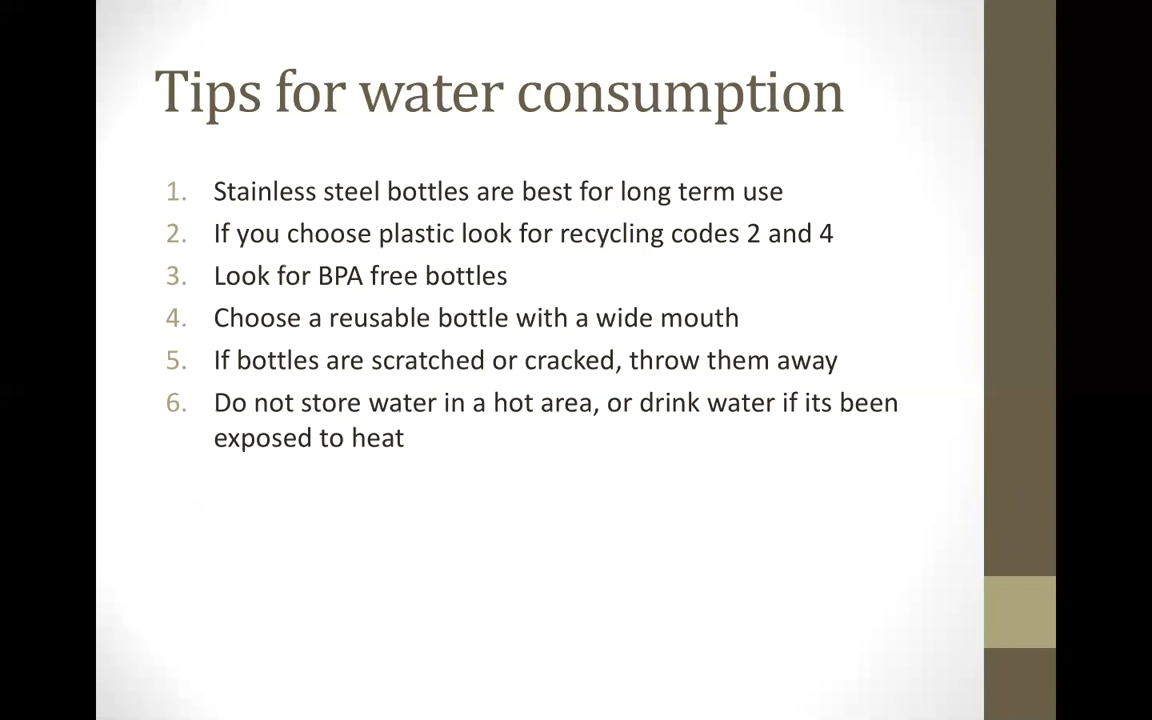 Tips for water consumption
1. Stainless steel bottles are best for long term use
2. If you choose plastic look for recycling codes 2 and 4
3. Look for BPA free bottles
4. Choose a reusable bottle with a wide mouth
5. If bottles are scratched or cracked, throw them away
6. Do not store water in a hot area, or drink water if its been
exposed to heat